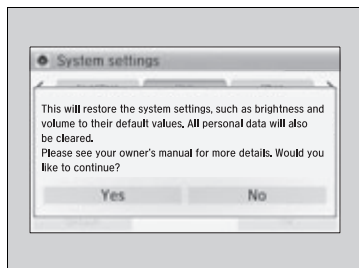 System settings
This will restore the system settings, such as brightness and
volume to their default values. All personal data will also
be cleared.
Please see your owner's manual for more details. Would you
like to continue?
Yes
No